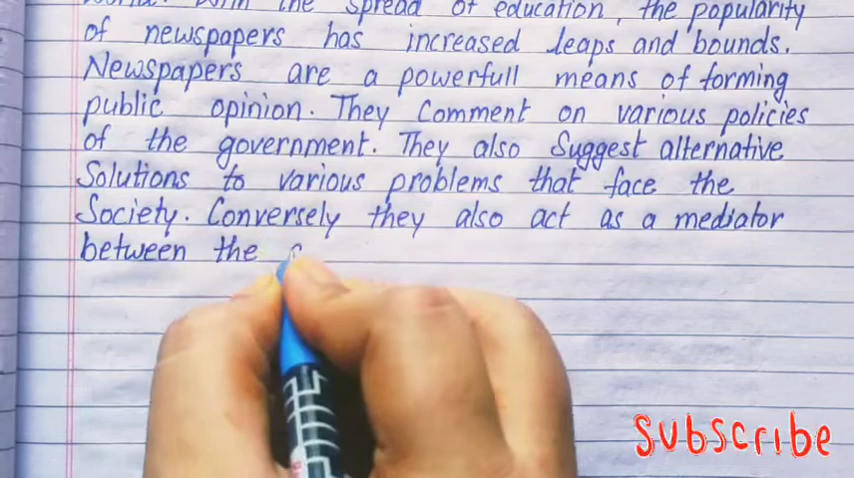 the spread of education, the popularity
of newspapers has increased leaps and bounds.
Newspapers are a powerfull means of forming
public opinion. They Comment on various policies
of the government. They also Suggest alternative
Solutions to various problems that face the
Society. Conversely they also act as a mediator
between the
Subscribe